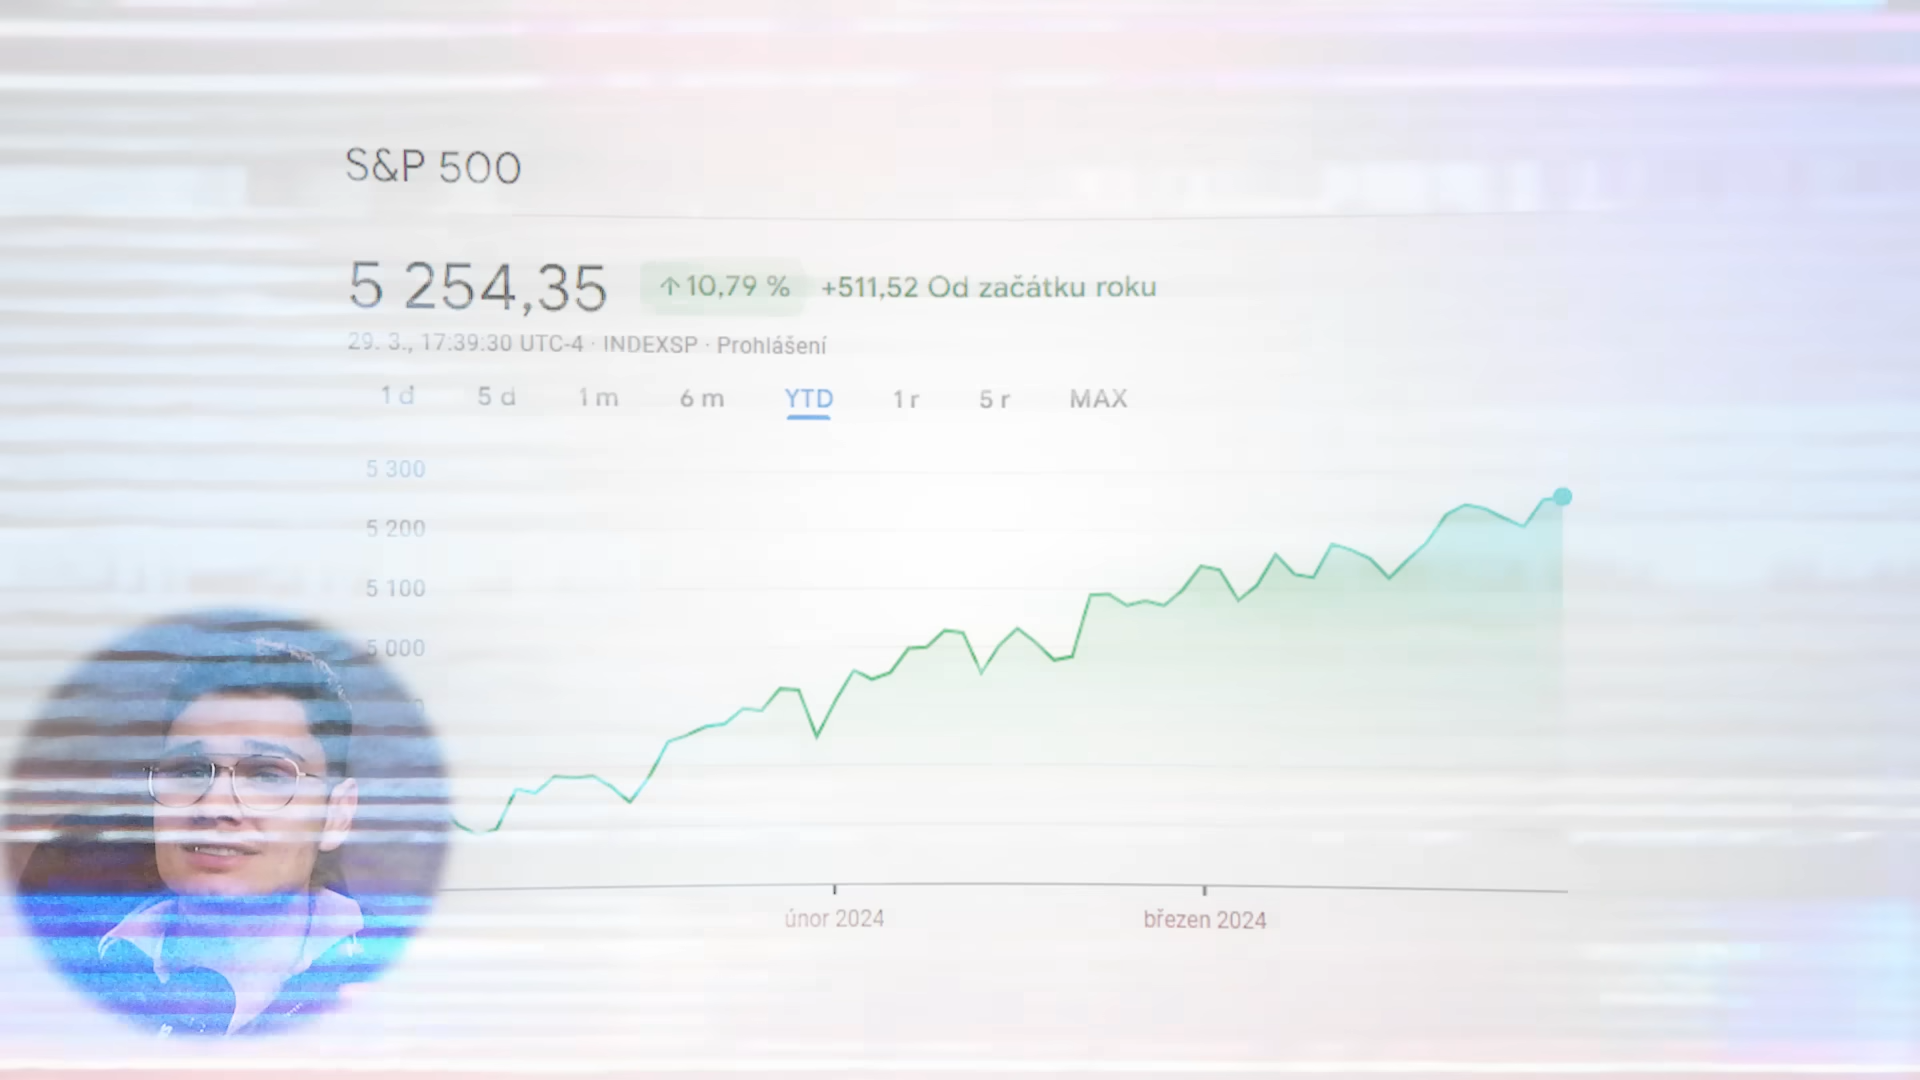 S&P 500
5 254,35 ↑10,79 % +511,52 Od začátku roku
29. 3., 17:39:30 UTC-4 · INDEXSP · Prohlášení
1 d 5 d 1 m 6 m YTD 1 r 5 r MAX
5 300
5 200
5 100
5 000
únor 2024 březen 2024